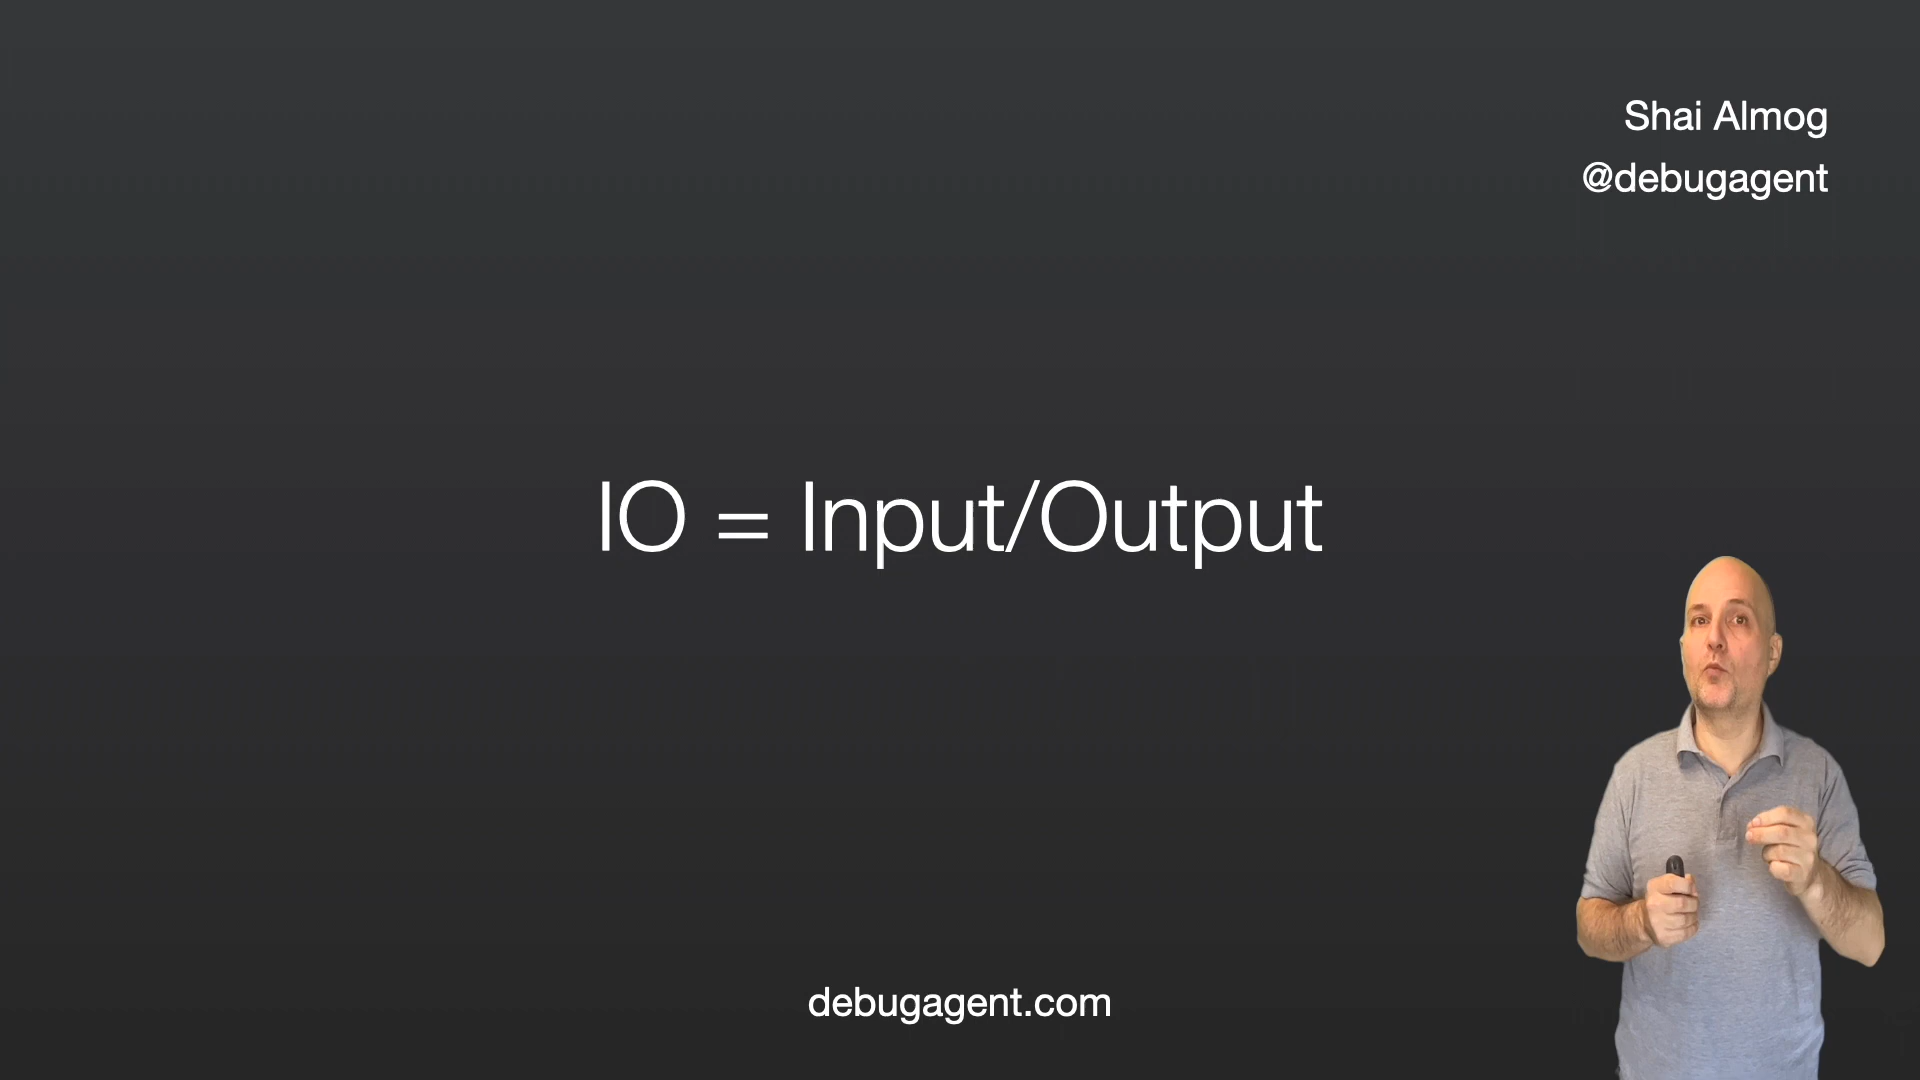 Shai Almog
@debugagent
IO = Input/Output
debugagent.com